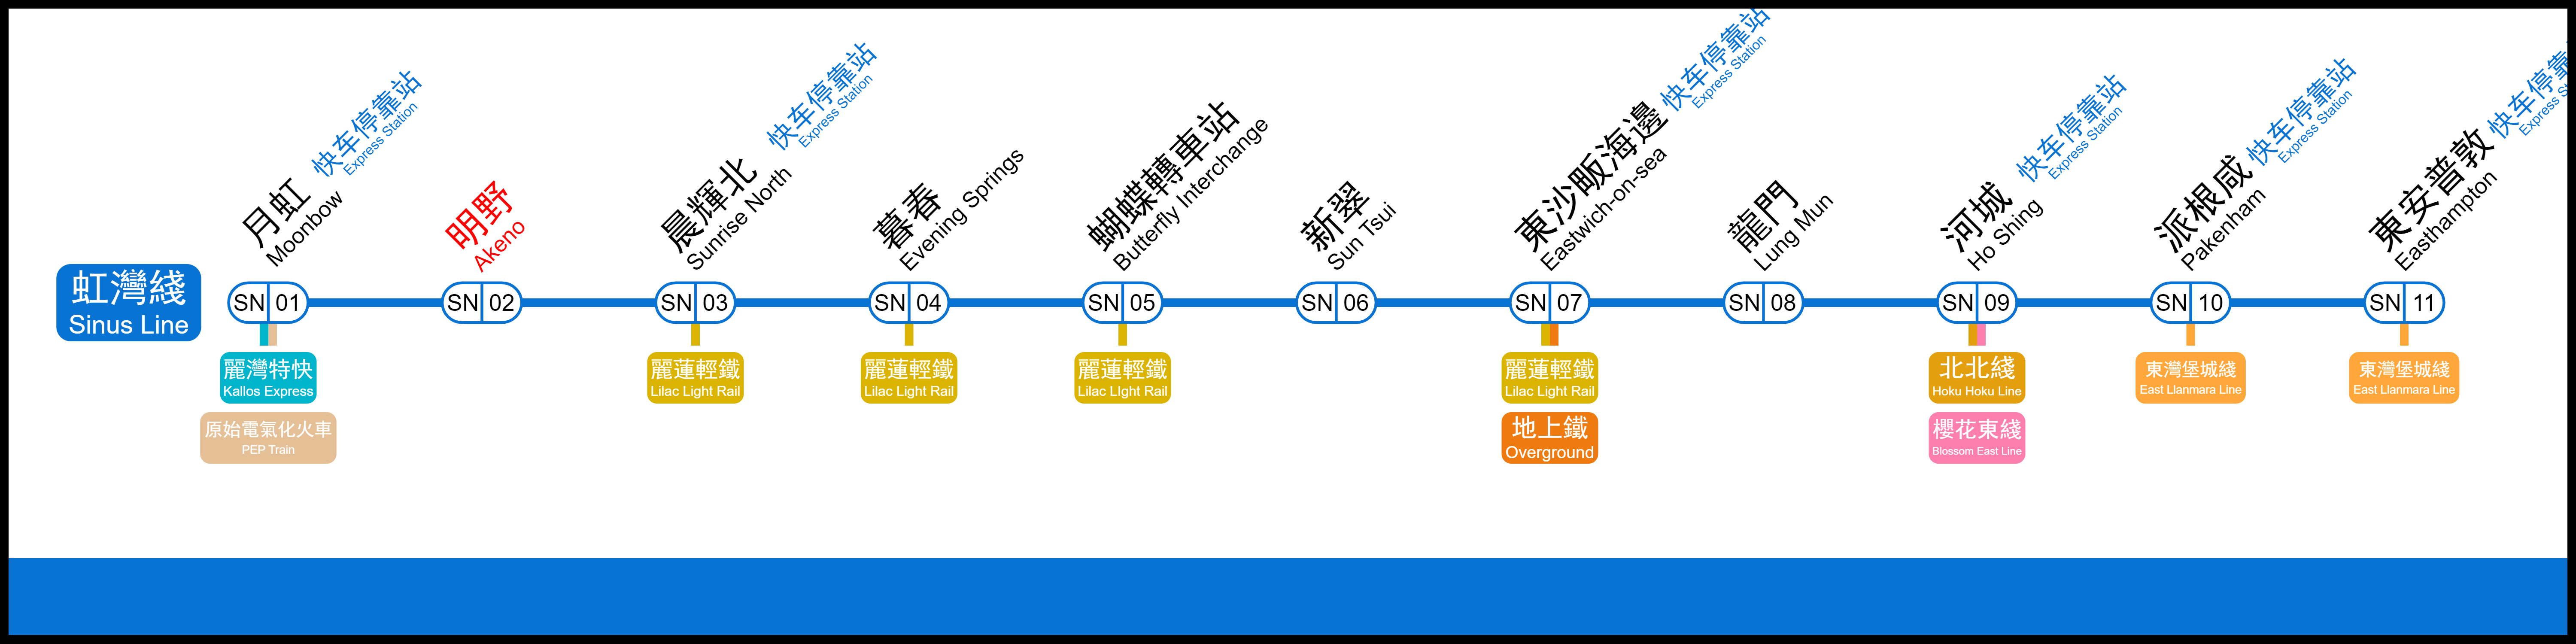 虹灣綫
Sinus Line
月虹
Moonbow
快车停靠站
Express Station
SN 01
麗灣特快
Kallos Express
原始電氣化火車
PEP Train
明野
Akeno
SN 02
晨輝北
Sunrise North
快车停靠站
Express Station
SN 03
麗蓮輕鐵
Lilac Light Rail
暮春
Evening Springs
SN 04
麗蓮輕鐵
Lilac Light Rail
蝴蝶轉車站
Butterfly Interchange
SN 05
麗蓮輕鐵
Lilac LIght Rail
新翠
Sun Tsui
SN 06
東沙畈海邊
Eastwich-on-sea
快车停靠站
Express Station
SN 07
麗蓮輕鐵
Lilac Light Rail
地上鐵
Overground
龍門
Lung Mun
SN 08
河城
Ho Shing
快车停靠站
Express Station
SN 09
北北綫
Hoku Hoku Line
櫻花東綫
Blossom East Line
派根咸
Pakenham
快车停靠站
Express Station
SN 10
東灣堡城綫
East Llanmara Line
東安普敦
Easthampton
快车停靠
Express
SN 11
東灣堡城綫
East Llanmara Line